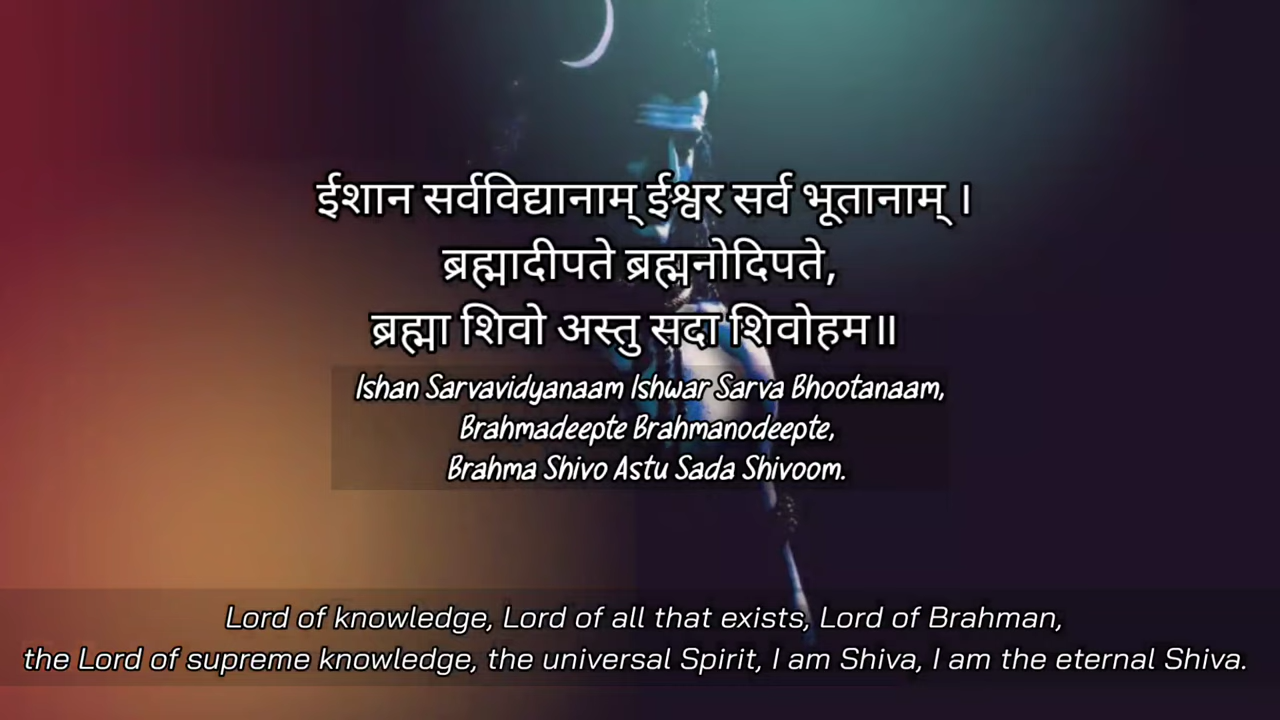 ईशान सर्वविद्यानाम् ईश्वर सर्व भूतानाम् ।
ब्रह्मादीपते ब्रह्मनोदिपते,
ब्रह्मा शिवो अस्तु सदा शिवोहम॥
Ishan Sarvavidyanaam Ishwar Sarva Bhootanaam,
Brahmadeepte Brahmanodeepte,
Brahma Shivo Astu Sada Shivoom.
Lord of knowledge, Lord of all that exists, Lord of Brahman,
the Lord of supreme knowledge, the universal Spirit, I am Shiva, I am the eternal Shiva.